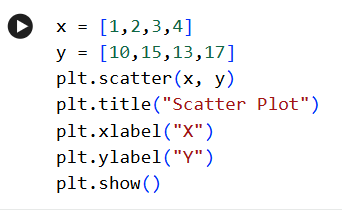 x = [1,2,3,4]
y = [10,15,13,17]
plt.scatter(x, y)
plt.title("Scatter Plot")
plt.xlabel("X")
plt.ylabel("Y")
plt.show()